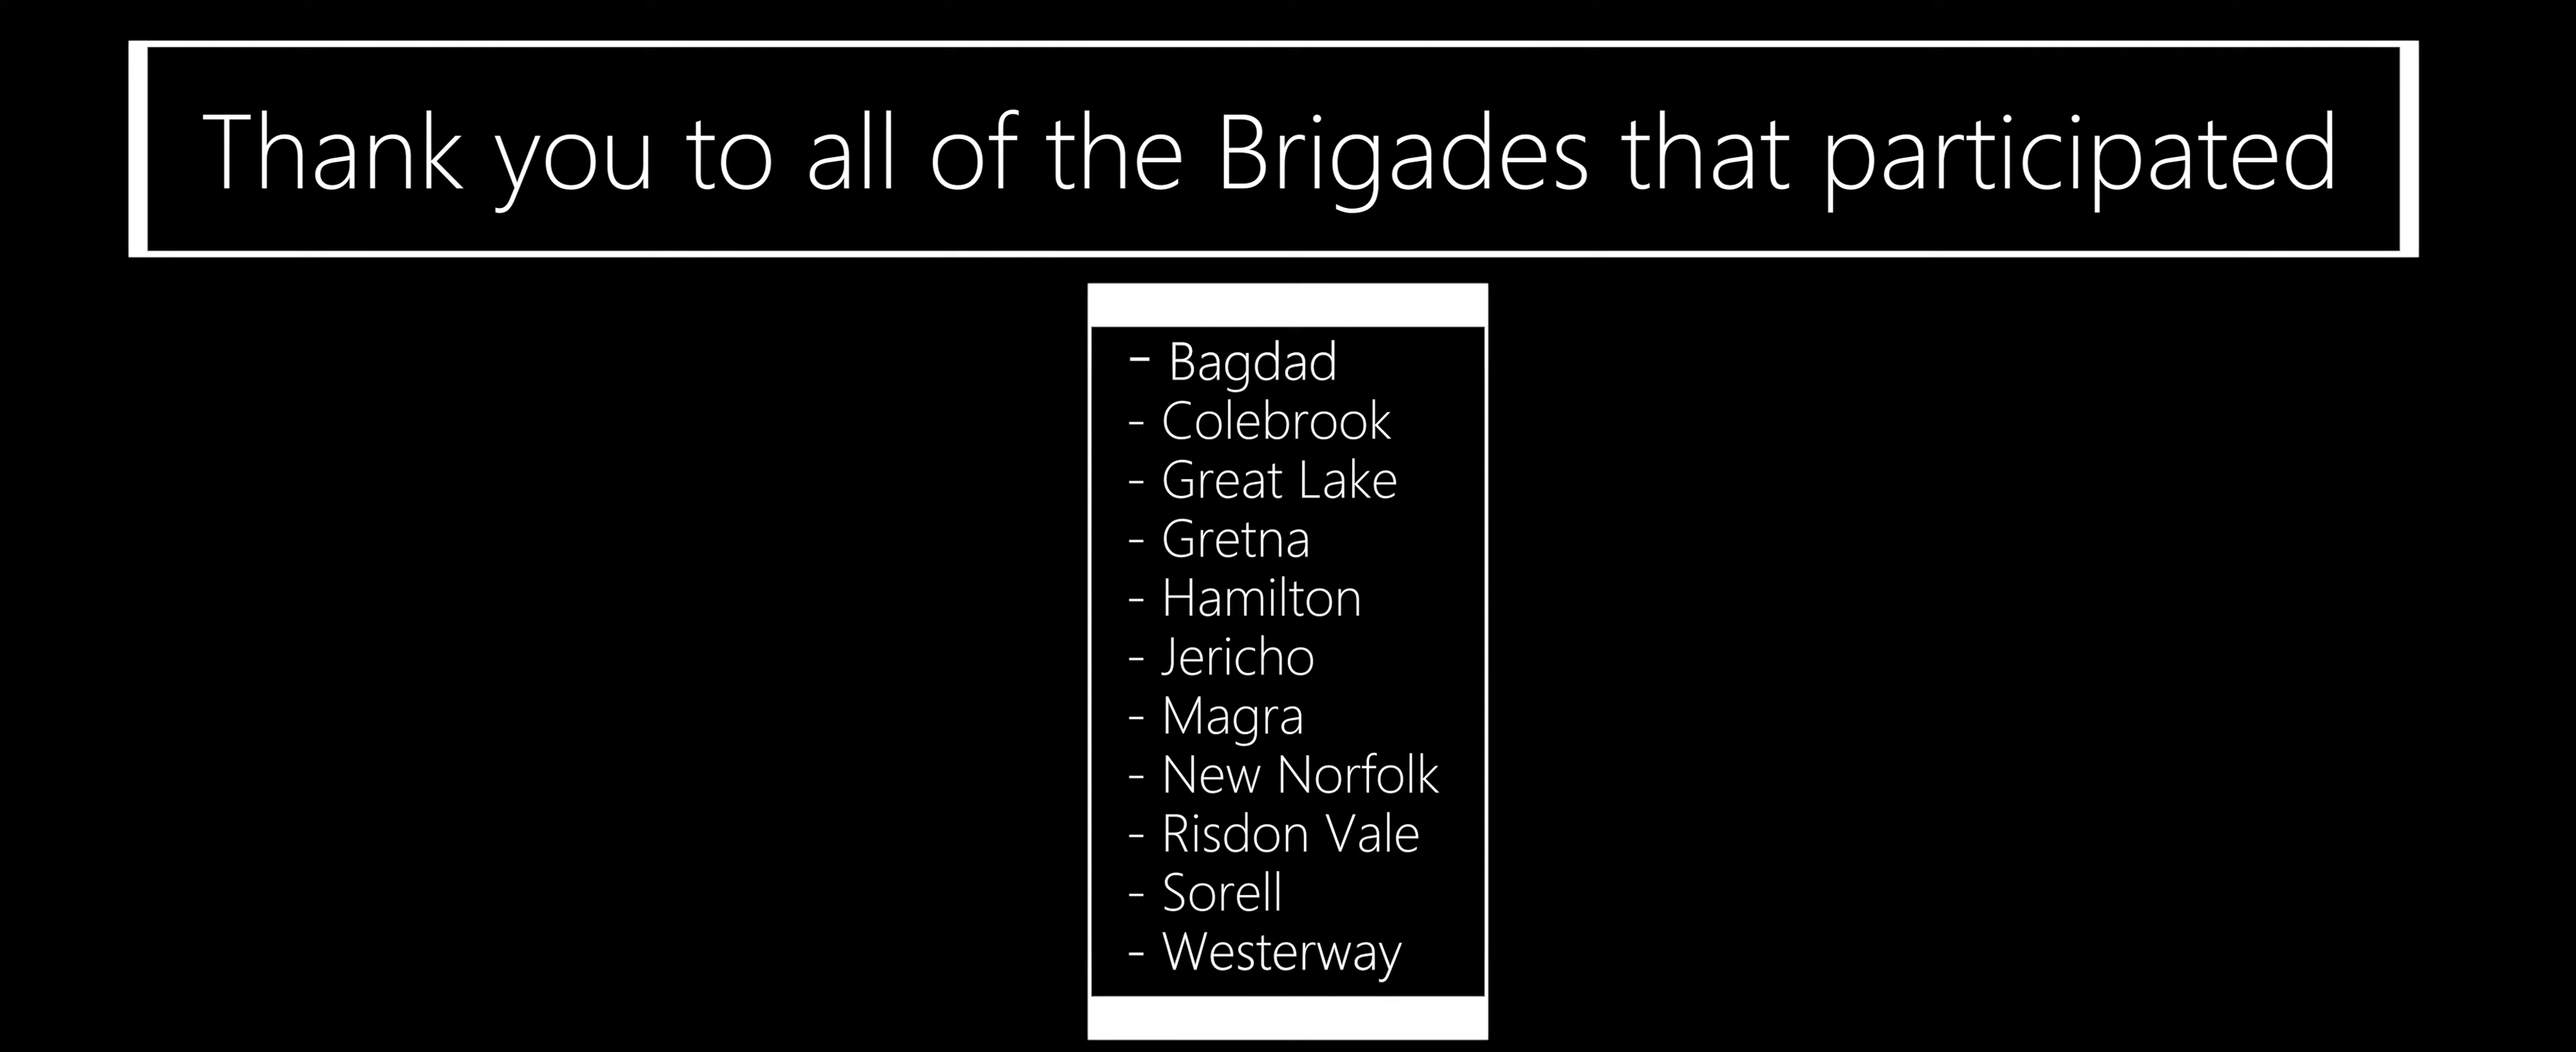 Thank you to all of the Brigades that participated
- Bagdad
- Colebrook
- Great Lake
- Gretna
- Hamilton
- Jericho
- Magra
- New Norfolk
- Risdon Vale
- Sorell
- Westerway